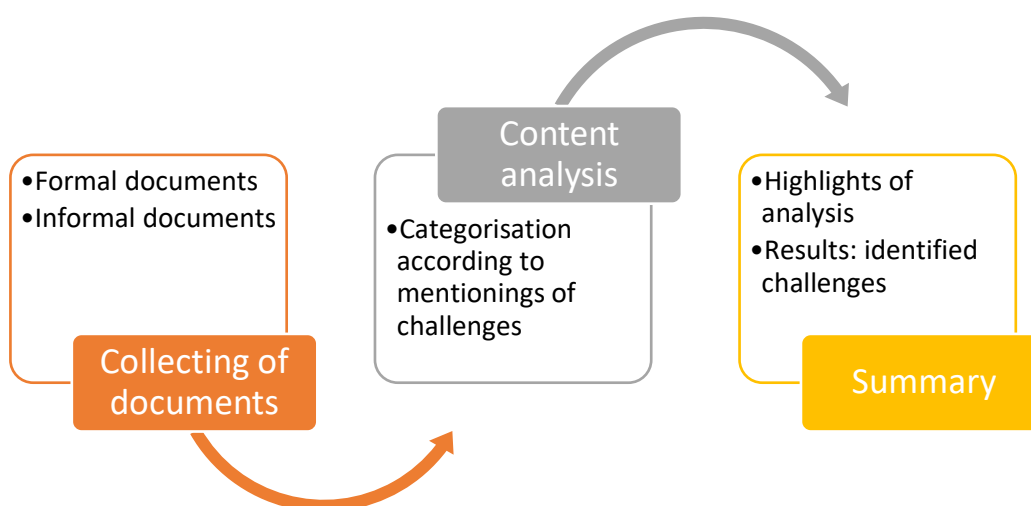 •Formal documents
•Informal documents
Collecting of
documents
Content
analysis
•Categorisation
according to
mentionings of
challenges
•Highlights of
analysis
•Results: identified
challenges
Summary